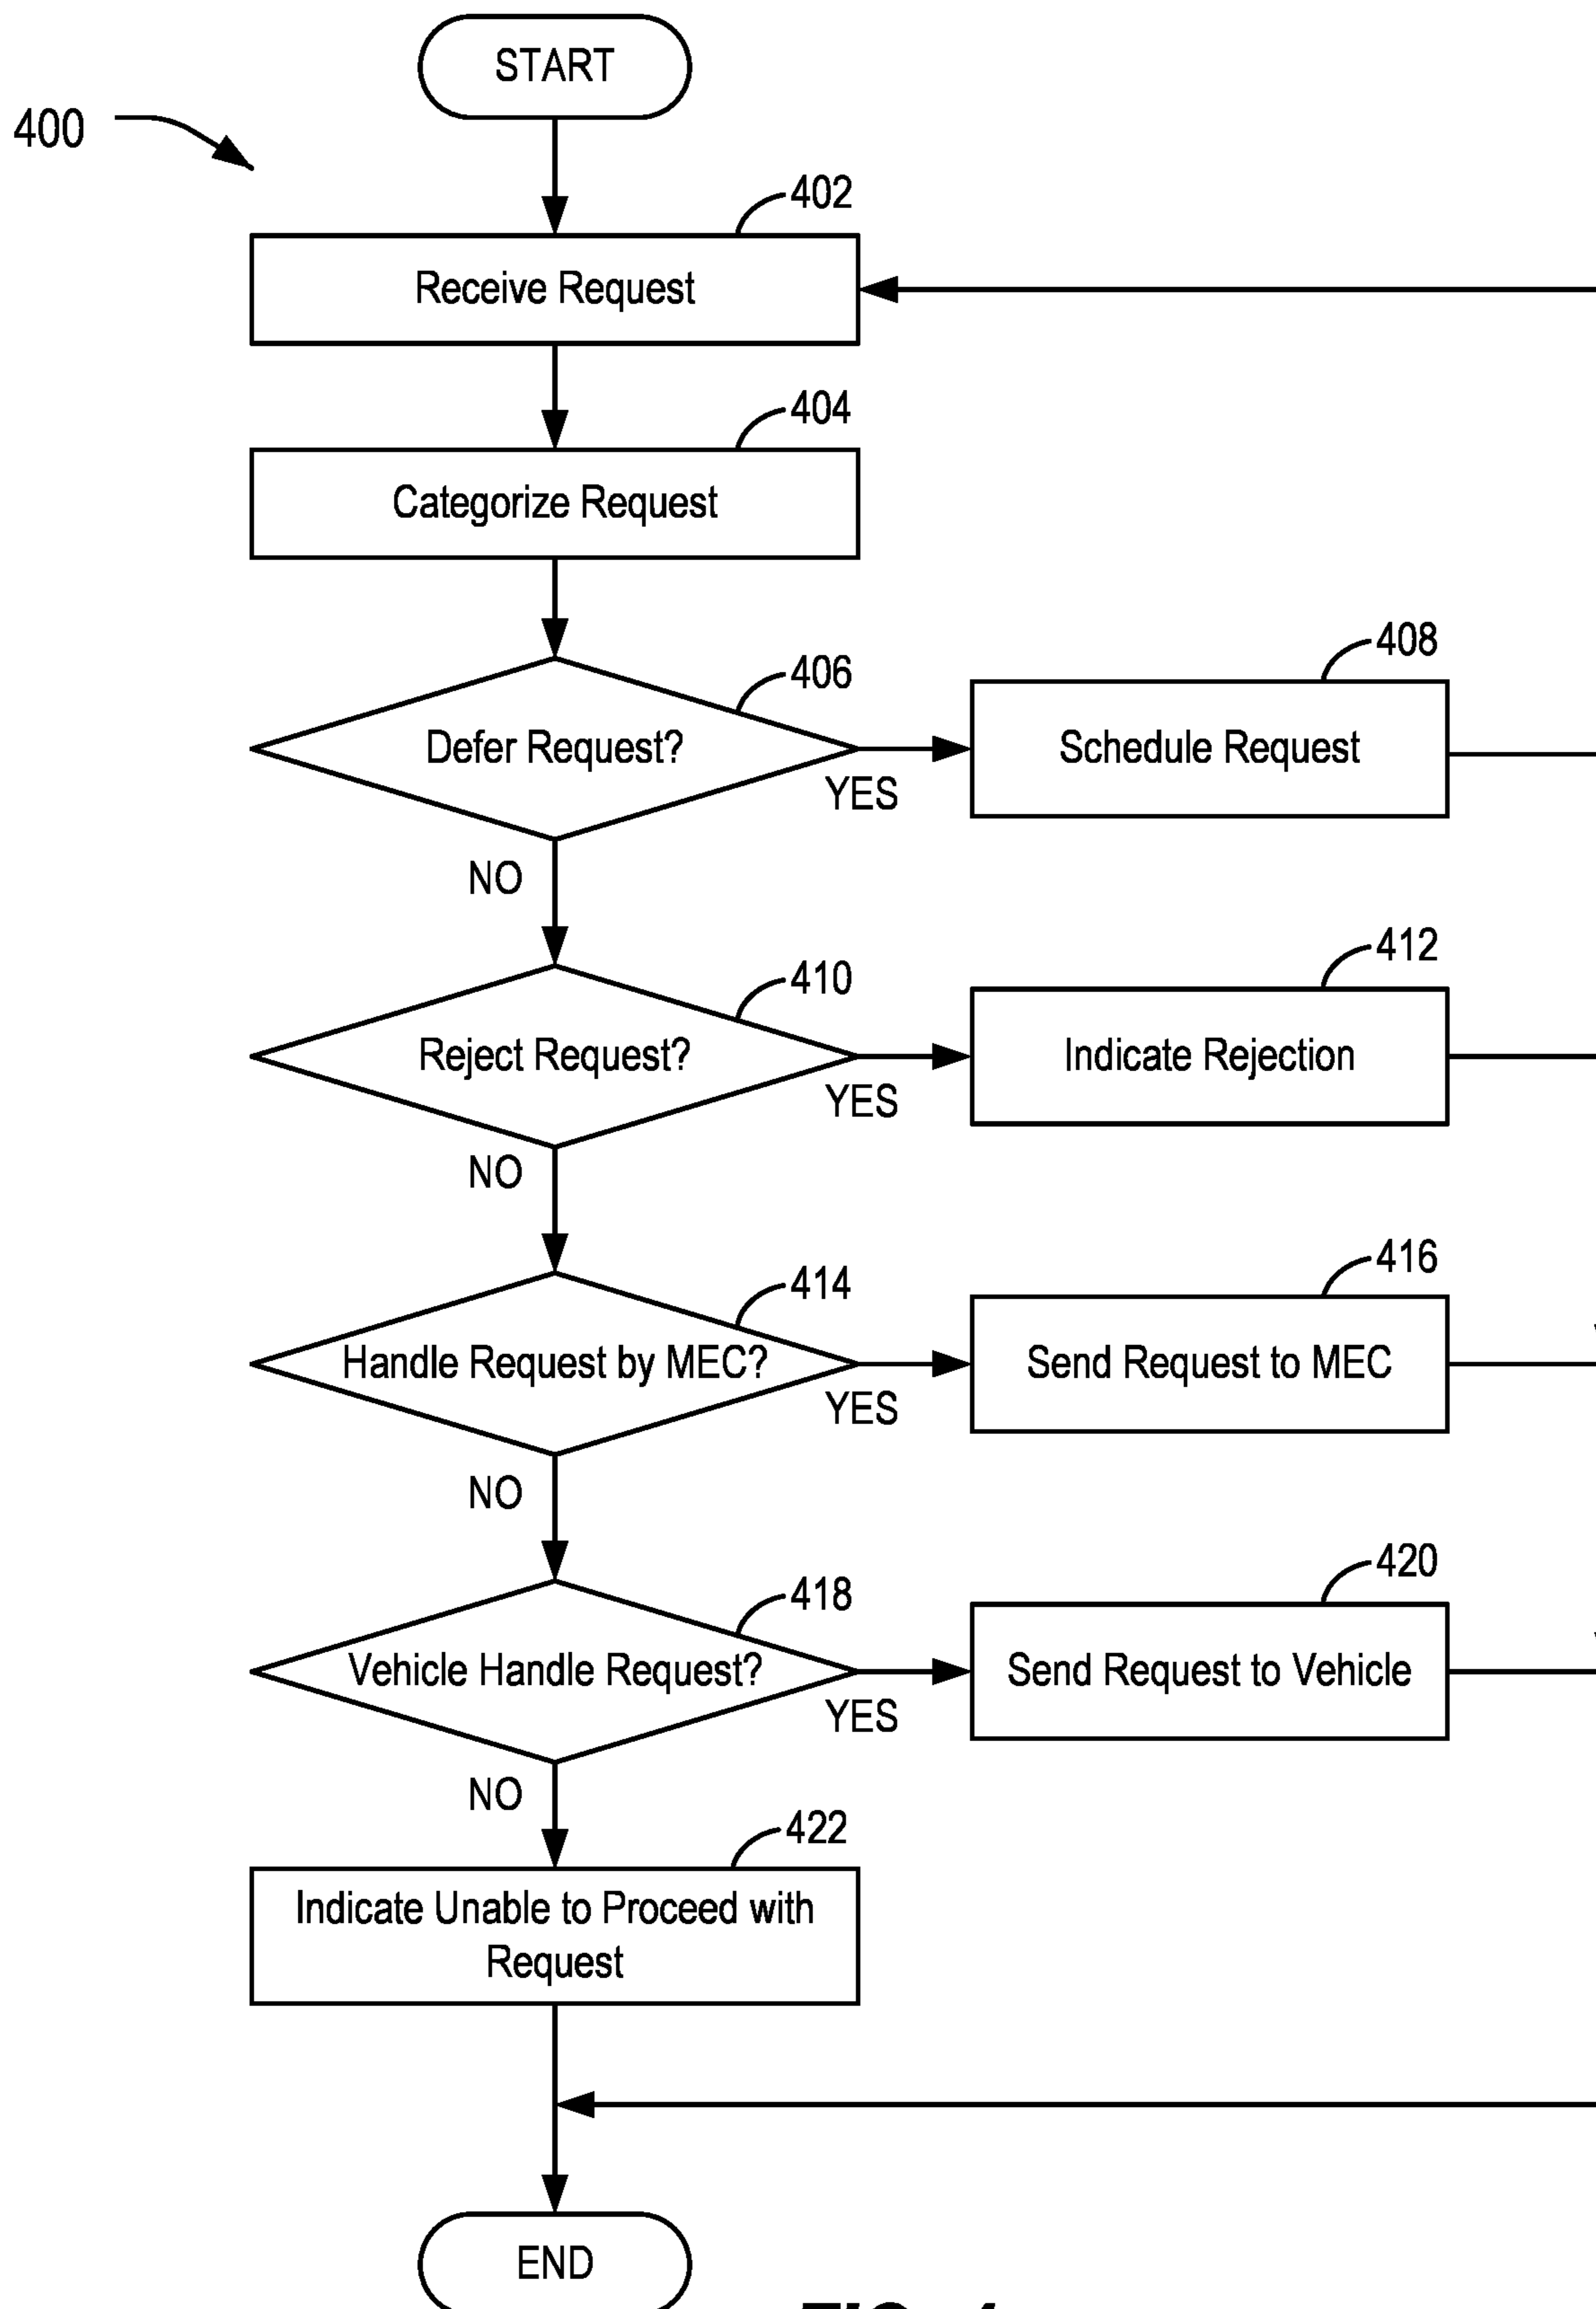 START
400
402
Receive Request
404
Categorize Request
406
408
Defer Request?
Schedule Request
YES
NO
410
412
Reject Request?
Indicate Rejection
YES
NO
414
416
Handle Request by MEC?
Send Request to MEC
YES
NO
418
420
Vehicle Handle Request?
Send Request to Vehicle
YES
NO
422
Indicate Unable to Proceed with
Request
END